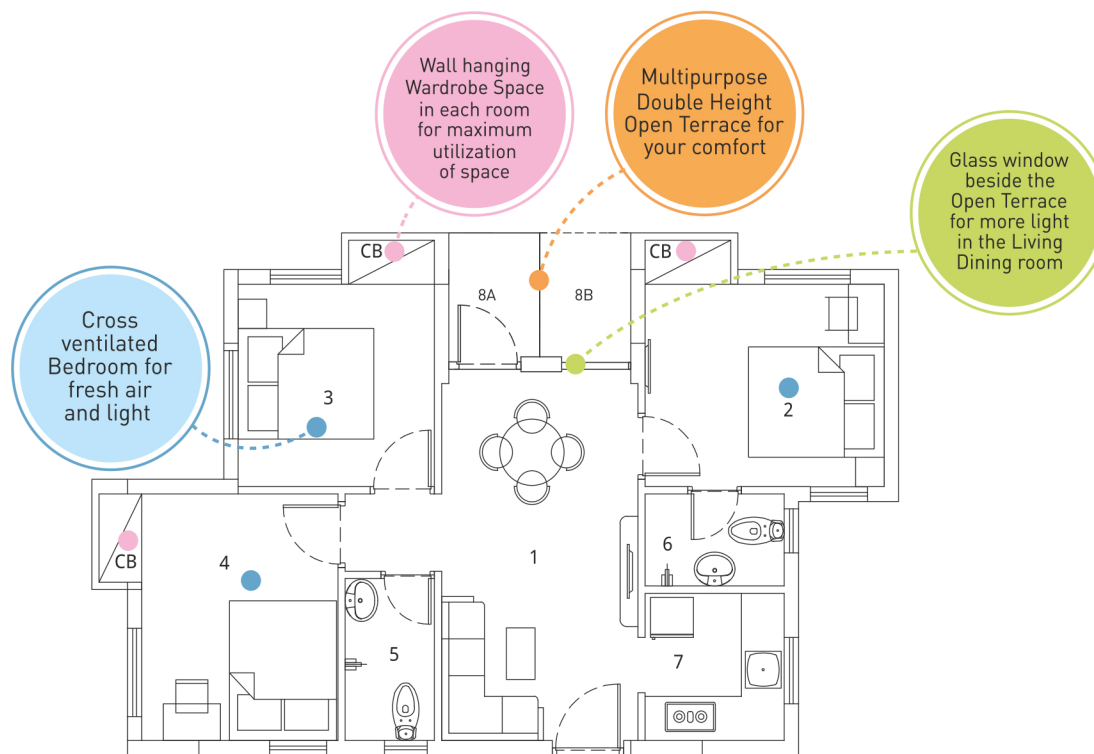 Wall hanging
Wardrobe Space
in each room
for maximum
utilization
of space
Multipurpose
Double Height
Open Terrace for
your comfort
Glass window
beside the
Open Terrace
for more light
in the Living
Dining room
Cross
ventilated
Bedroom for
fresh air
and light
CB
CB
8A
8B
3
2
CB
4
1
6
5
7